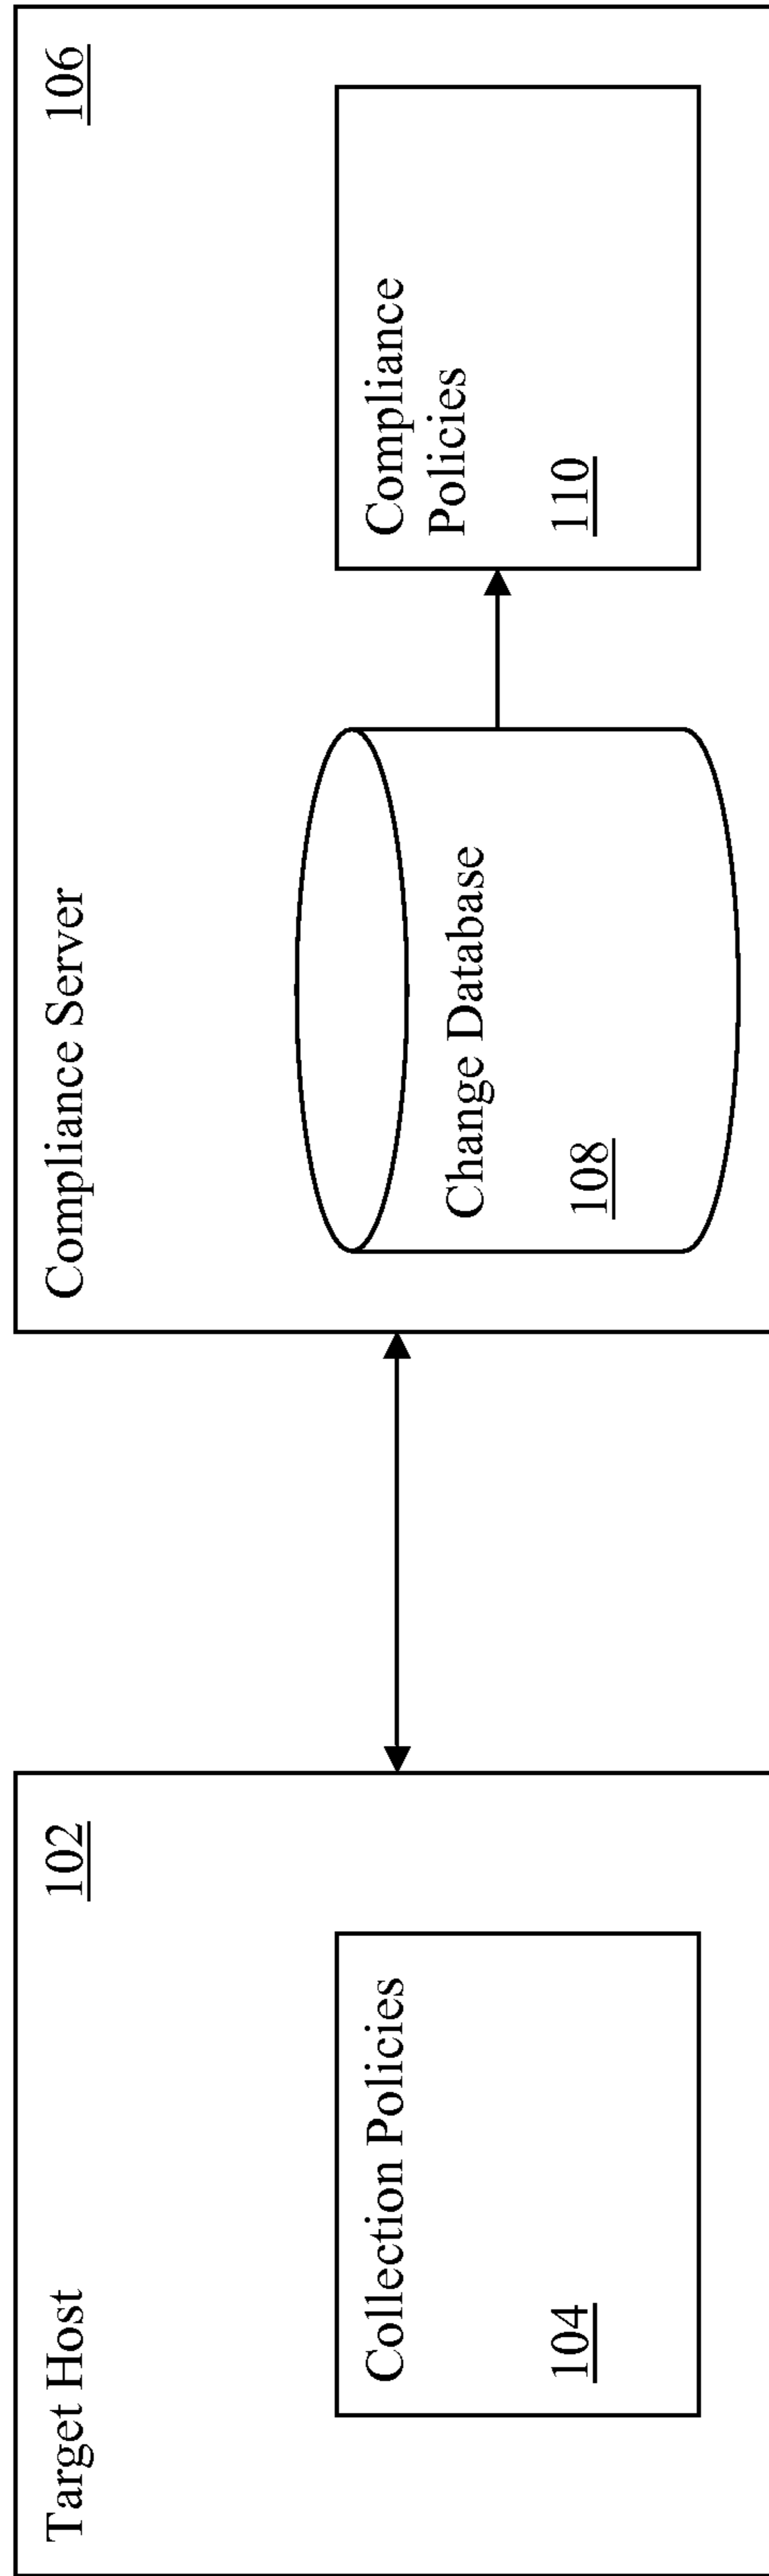 Target Host
102
Collection Policies
104
Compliance Server
106
Change Database
108
Compliance
Policies
110